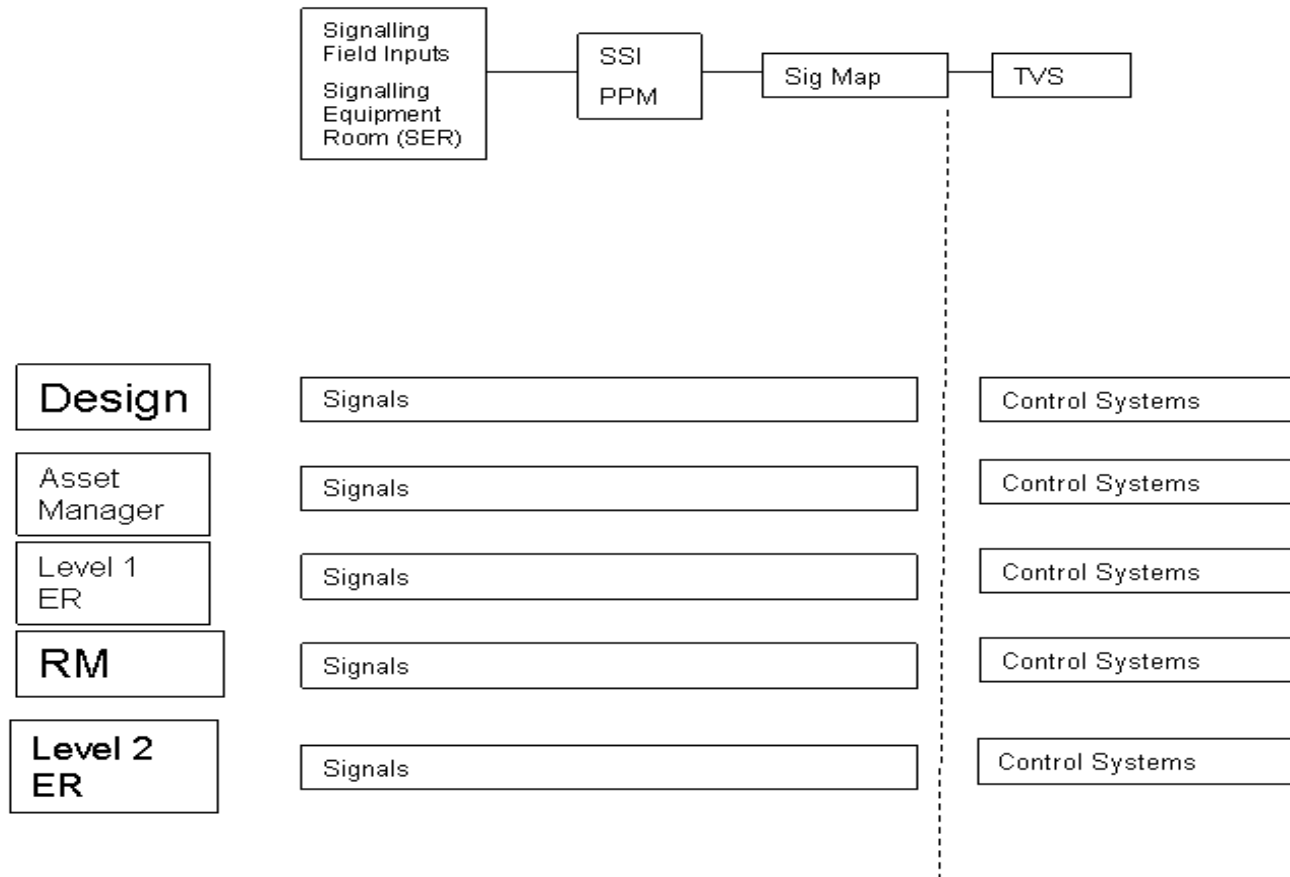 Signalling
Field Inputs
Signalling
Equipment
Room (SER)
SSI
PPM
Sig Map
TVS
Design
Signals
Control Systems
Asset
Manager
Signals
Control Systems
Level 1
ER
Signals
Control Systems
RM
Signals
Control Systems
Level 2
ER
Signals
Control Systems